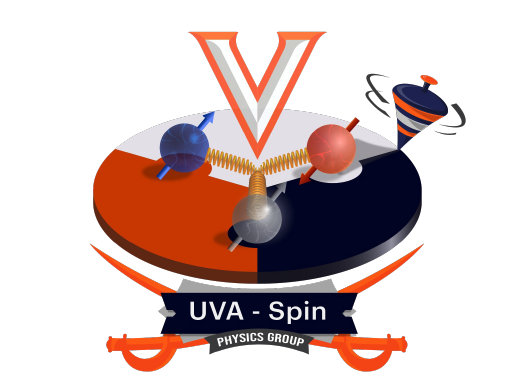 V
UVA - Spin
PHYSICS GROUP